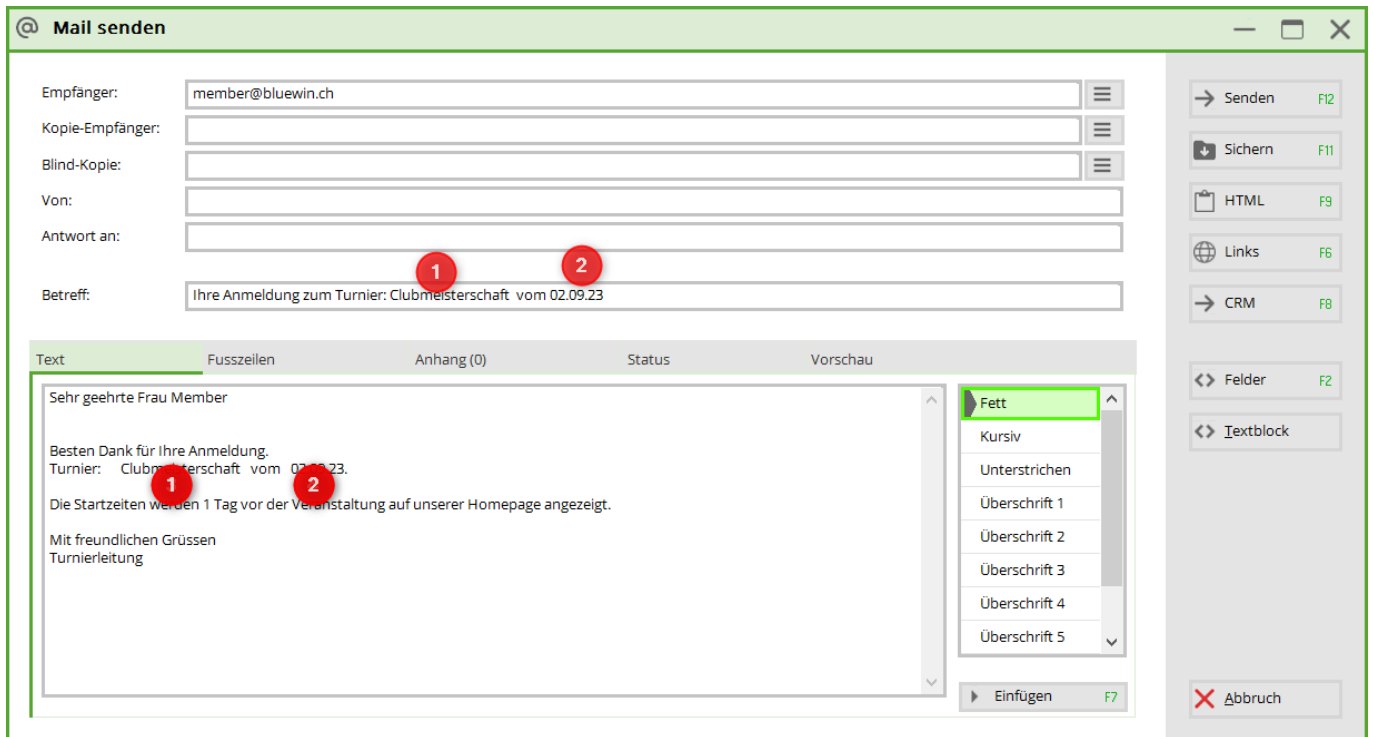 @ Mail senden
Empfänger: member@bluewin.ch
Kopie-Empfänger:
Blind-Kopie:
Von:
Antwort an:
1 2
Betreff: Ihre Anmeldung zum Turnier: Clubmeisterschaft vom 02.09.23
Text Fusszeilen Anhang (0) Status Vorschau
Sehr geehrte Frau Member
Besten Dank für Ihre Anmeldung.
Turnier: Clubmeisterschaft vom 02.09.23.
1 2
Die Startzeiten werden 1 Tag vor der Veranstaltung auf unserer Homepage angezeigt.
Mit freundlichen Grüssen
Turnierleitung
Fett
Kursiv
Unterstrichen
Überschrift 1
Überschrift 2
Überschrift 3
Überschrift 4
Überschrift 5
Einfügen F7
Senden F12
Sichern F11
HTML F9
Links F6
CRM F8
Felder F2
Textblock
Abbruch